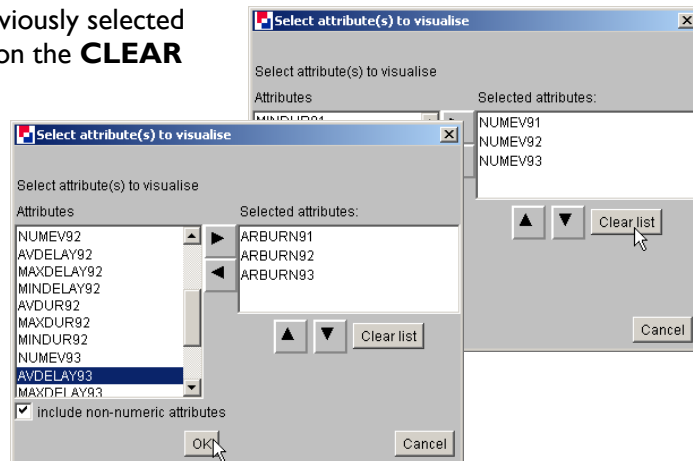 viously selected
on the CLEAR
Select attribute(s) to visualise
Select attribute(s) to visualise
Attributes
Selected attributes:
MINDUR91
NUMEV91
NUMEV92
NUMEV93
Clear list
Cancel
Select attribute(s) to visualise
Select attribute(s) to visualise
Attributes
Selected attributes:
NUMEV92
AVDELAY92
MAXDELAY92
MINDELAY92
AVDUR92
MAXDUR92
MINDUR92
NUMEV93
AVDELAY93
MAXDELAY93
ARBURN91
ARBURN92
ARBURN93
Clear list
include non-numeric attributes
OK
Cancel